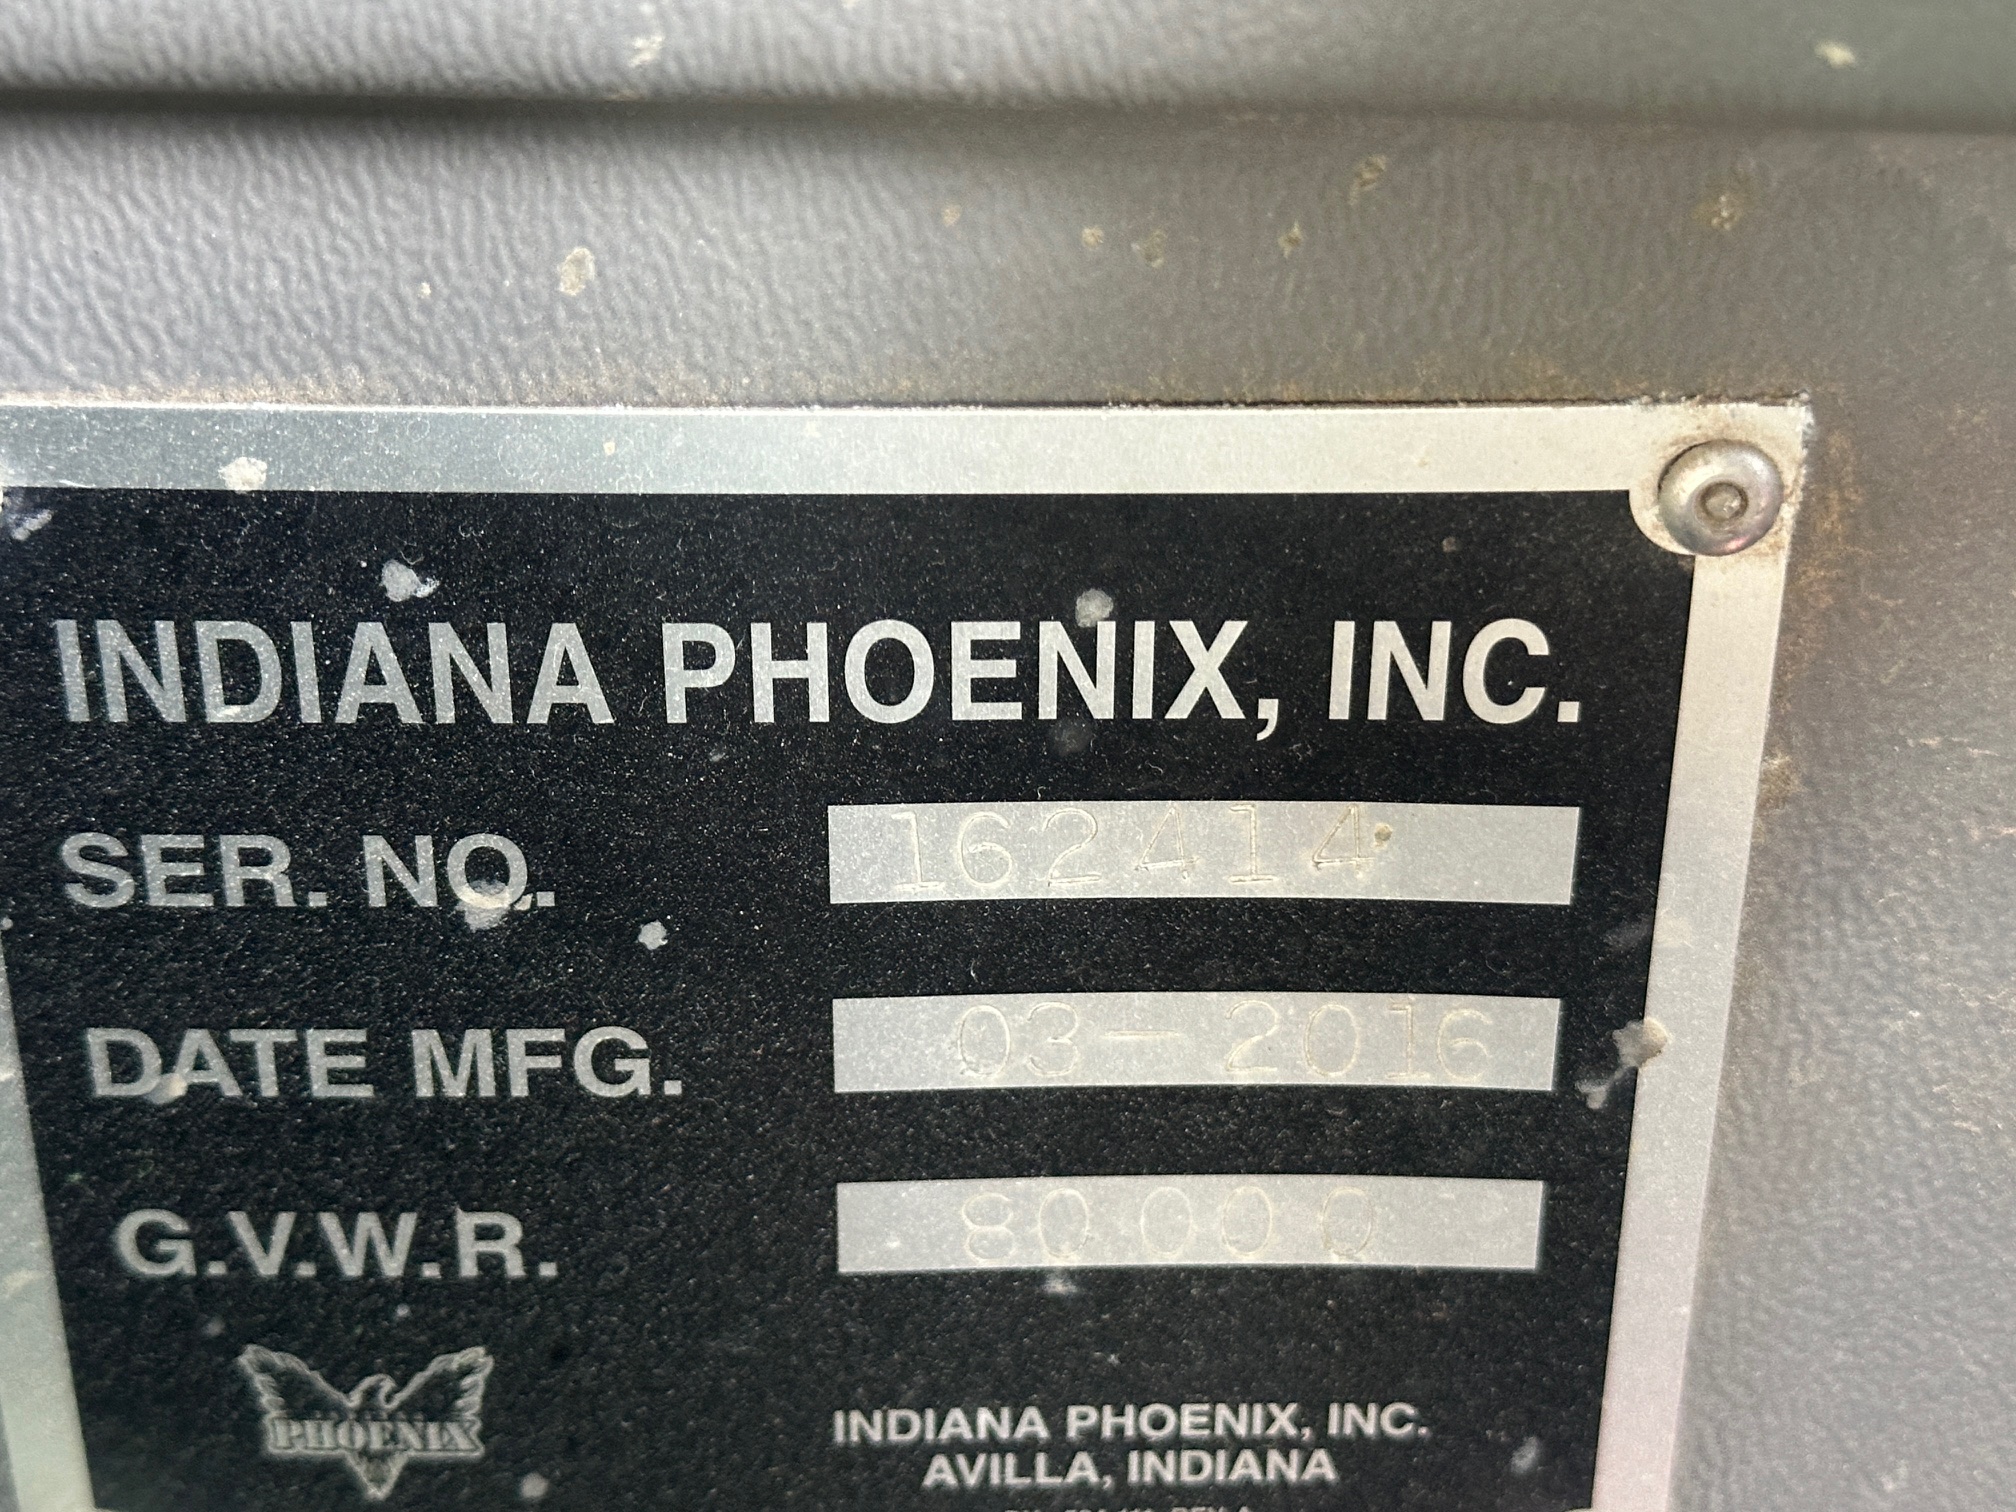 INDIANA PHOENIX, INC.
SER. NO. 162414
DATE MFG. 03-2016
G.V.W.R. 80000
PHOENIX
INDIANA PHOENIX, INC.
AVILLA, INDIANA